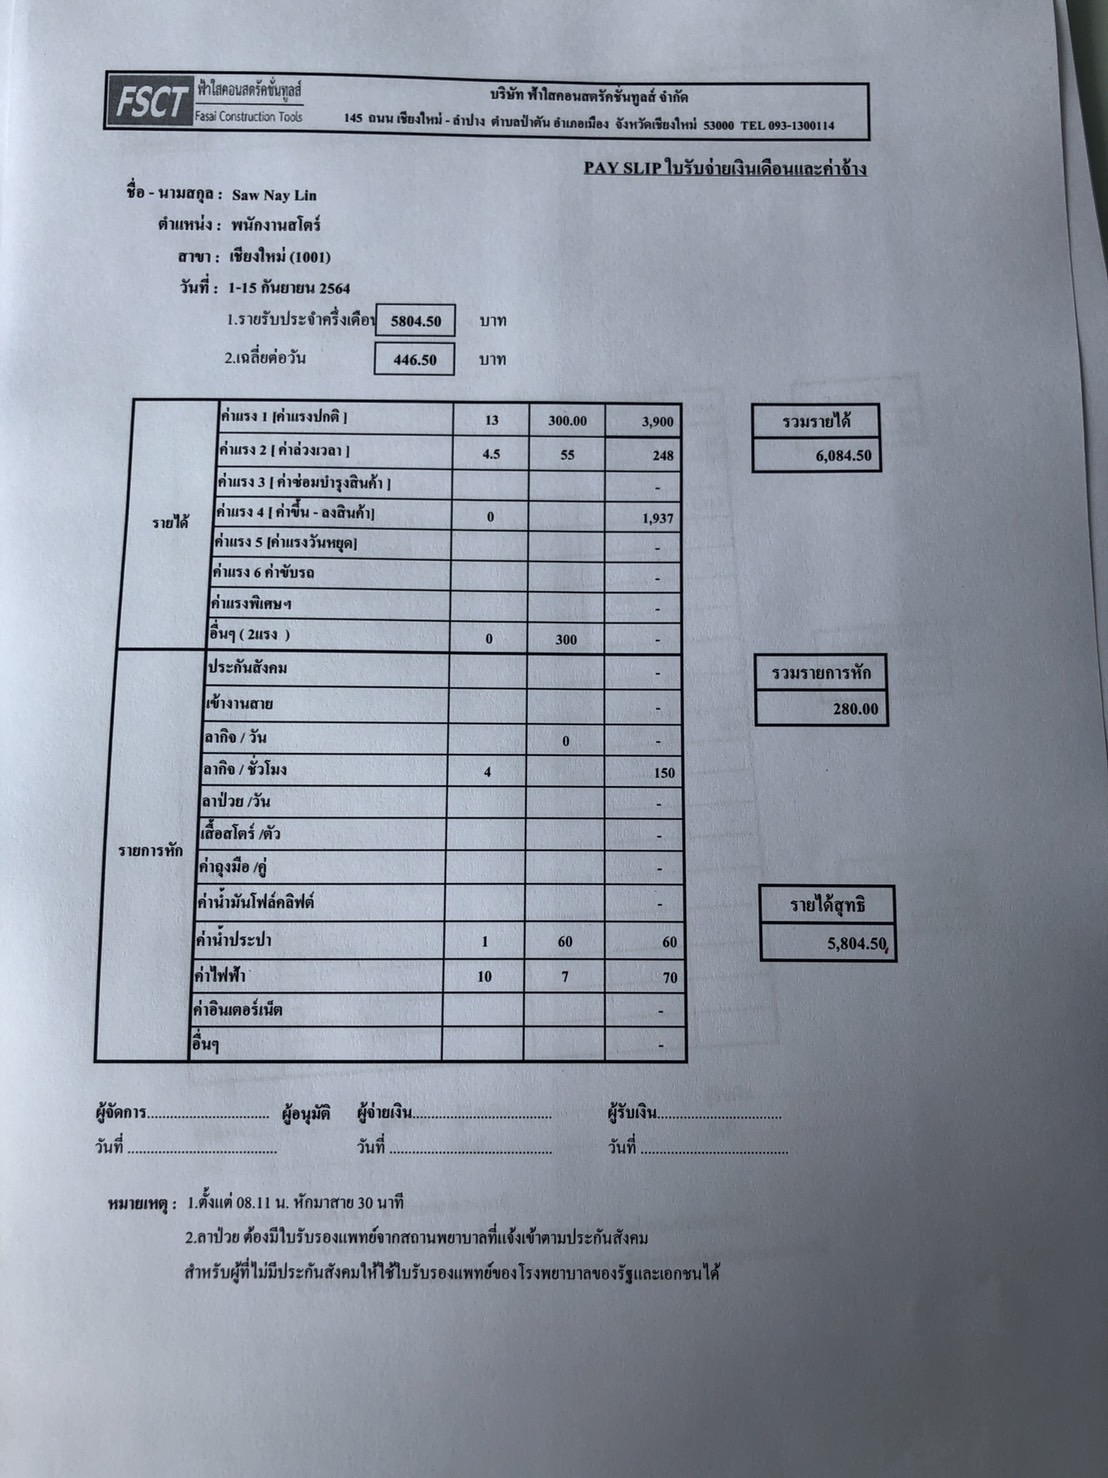 FSCT
ฟ้าใสคอนสตรัคชั่นทูลส์
Fasai Construction Tools
บริษัท ฟ้าใสคอนสตรัคชั่นทูลส์ จำกัด
145 ถนน เชียงใหม่ - ลำปาง ตำบลป่าตัน อำเภอเมือง จังหวัดเชียงใหม่ 53000 TEL 093-1300114
PAY SLIP ใบรับจ่ายเงินเดือนและค่าจ้าง
ชื่อ - นามสกุล : Saw Nay Lin
ตำแหน่ง : พนักงานสโตร์
สาขา : เชียงใหม่ (1001)
วันที่ : 1-15 กันยายน 2564
1.รายรับประจำครึ่งเดือน 5804.50 บาท
2.เฉลี่ยต่อวัน 446.50 บาท
รายได้
ค่าแรง 1 [ค่าแรงปกติ ] 13 300.00 3,900
ค่าแรง 2 [ ค่าล่วงเวลา ] 4.5 55 248
ค่าแรง 3 [ ค่าซ่อมบำรุงสินค้า ] -
ค่าแรง 4 [ ค่าขึ้น - ลงสินค้า] 0 1,937
ค่าแรง 5 [ค่าแรงวันหยุด] -
ค่าแรง 6 ค่าขับรถ -
ค่าแรงพิเศษฯ -
อื่นๆ ( 2แรง ) 0 300 -
รวมรายได้
6,084.50
รายการหัก
ประกันสังคม -
เข้างานสาย -
ลากิจ / วัน 0 -
ลากิจ / ชั่วโมง 4 150
ลาป่วย /วัน -
เสื้อสโตร์ /ตัว -
ค่าถุงมือ /คู่ -
ค่าน้ำมันโฟล์คลิฟต์ -
ค่าน้ำประปา 1 60 60
ค่าไฟฟ้า 10 7 70
ค่าอินเตอร์เน็ต -
อื่นๆ -
รวมรายการหัก
280.00
รายได้สุทธิ
5,804.50
ผู้จัดการ............................... ผู้อนุมัติ ผู้จ่ายเงิน................................... ผู้รับเงิน...............................
วันที่ ...................................... วันที่ ......................................... วันที่ .....................................
หมายเหตุ : 1.ตั้งแต่ 08.11 น. หักมาสาย 30 นาที
2.ลาป่วย ต้องมีใบรับรองแพทย์จากสถานพยาบาลที่แจ้งเข้าตามประกันสังคม
สำหรับผู้ที่ไม่มีประกันสังคมให้ใช้ใบรับรองแพทย์ของโรงพยาบาลของรัฐและเอกชนได้